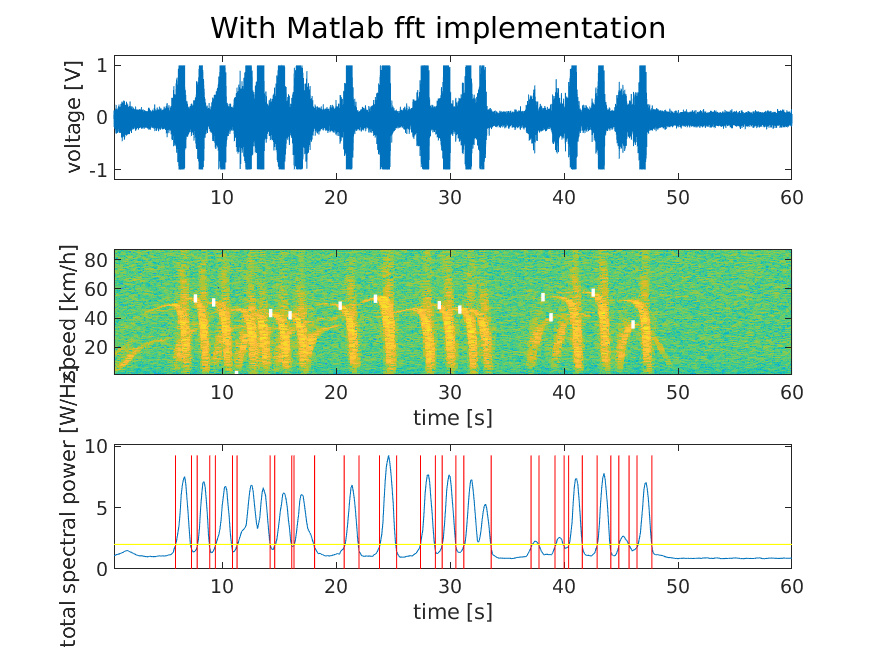 With Matlab fft implementation
voltage [V]
1
0
-1
10 20 30 40 50 60
speed [km/h]
80
60
40
20
10 20 30 40 50 60
time [s]
total spectral power [W/Hz]
10
5
0
10 20 30 40 50 60
time [s]